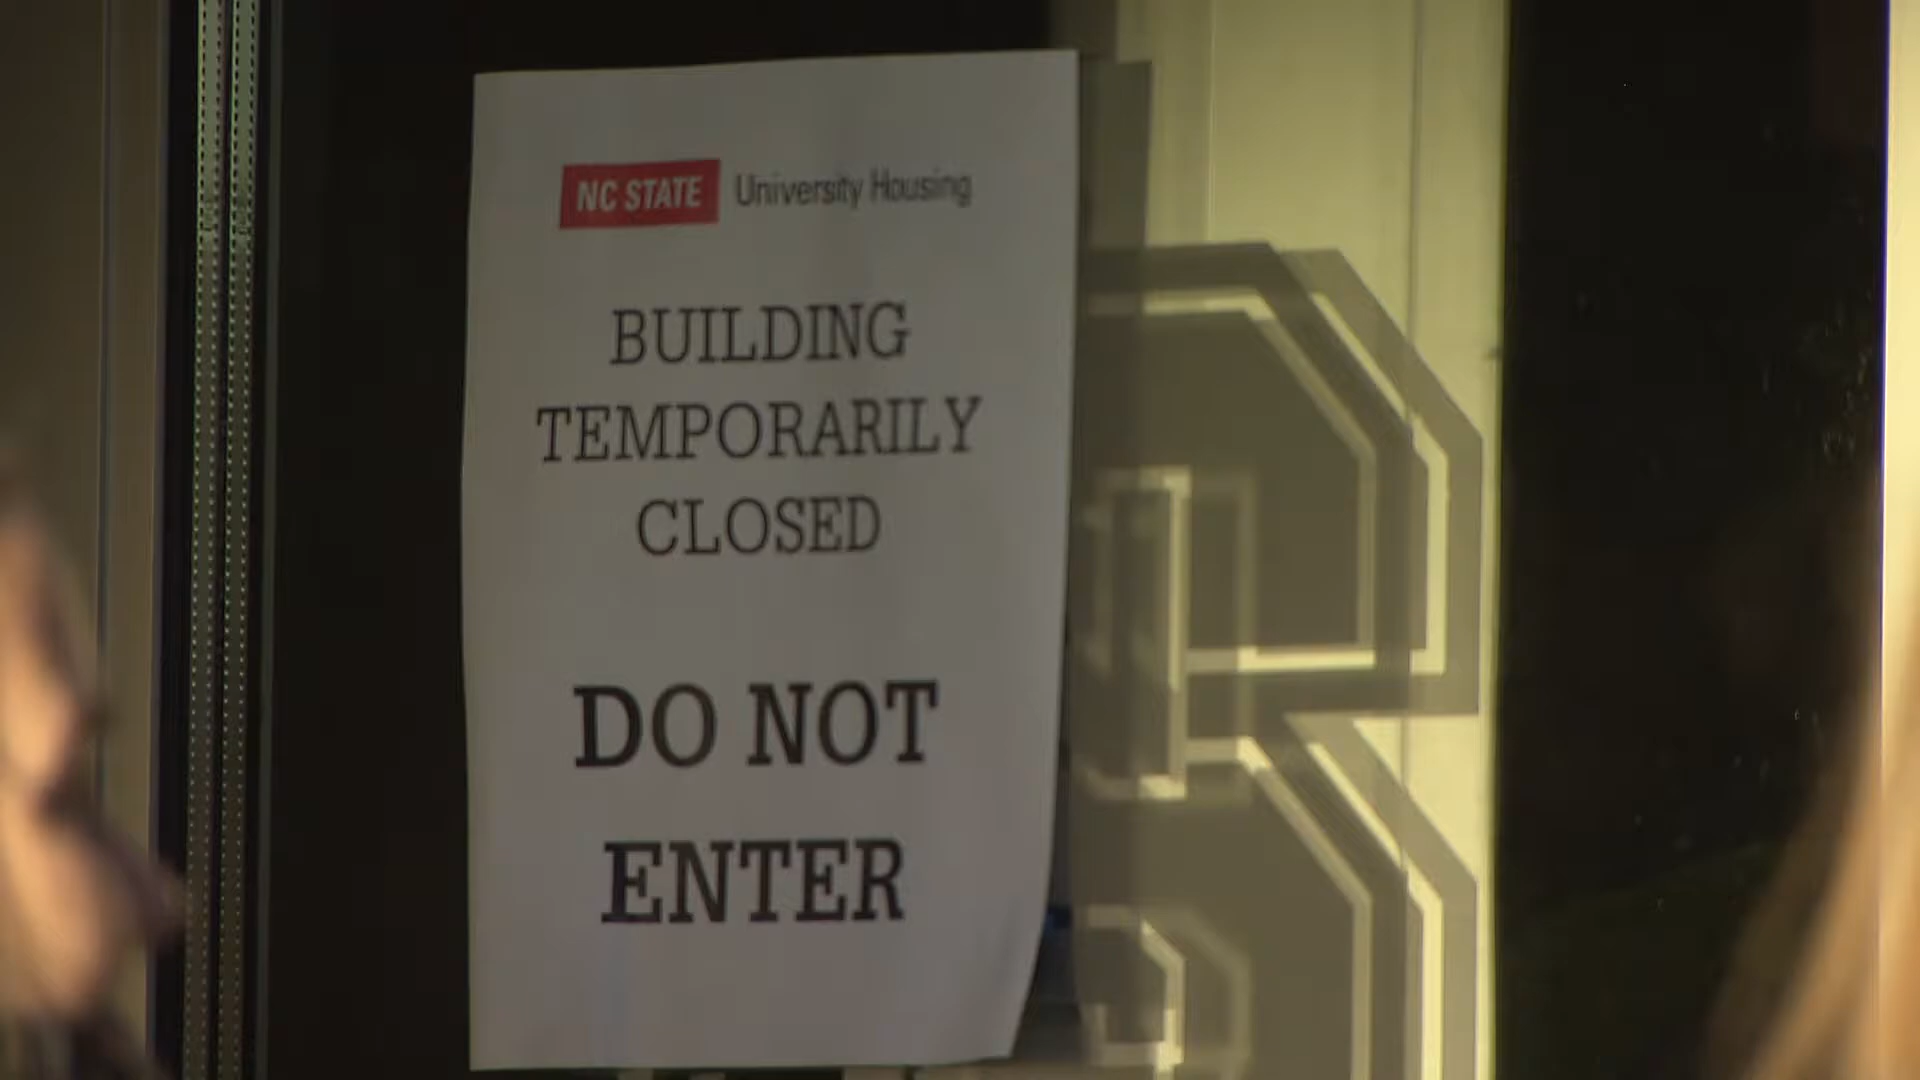 NC STATE University Housing
BUILDING
TEMPORARILY
CLOSED
DO NOT
ENTER